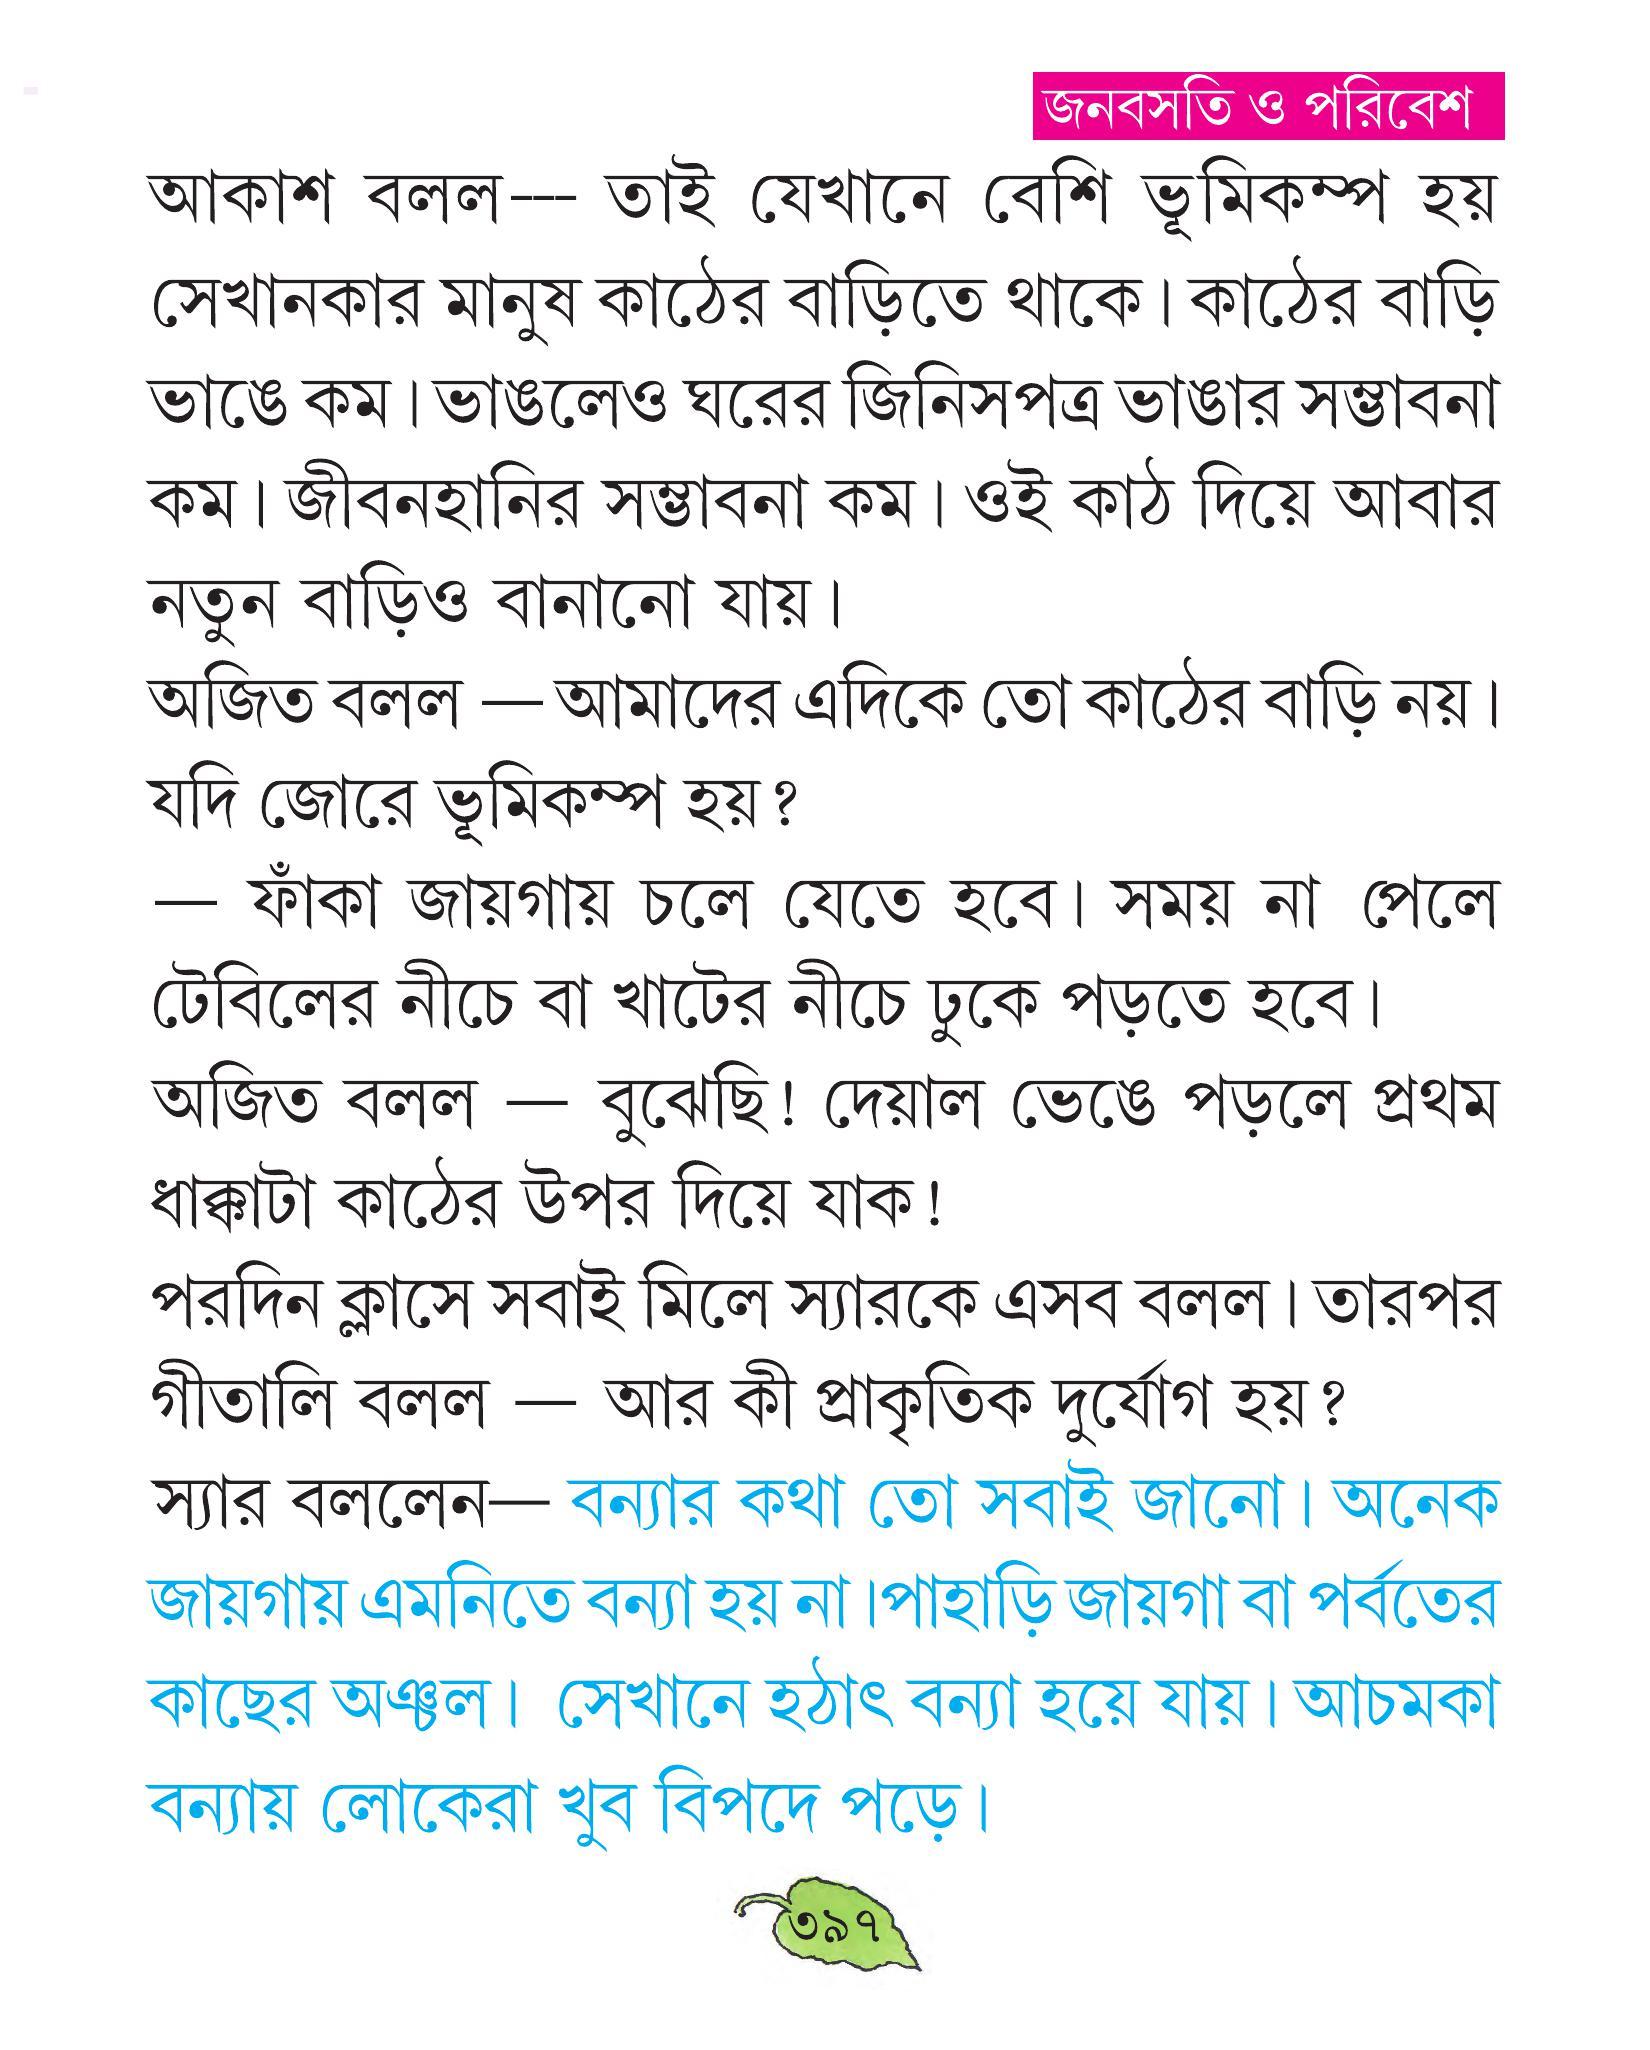 জনবসতি ও পরিবেশ
আকাশ বলল--- তাই যেখানে বেশি ভূমিকম্প হয়
সেখানকার মানুষ কাঠের বাড়িতে থাকে। কাঠের বাড়ি
ভাঙে কম। ভাঙলেও ঘরের জিনিসপত্র ভাঙার সম্ভাবনা
কম। জীবনহানির সম্ভাবনা কম। ওই কাঠ দিয়ে আবার
নতুন বাড়িও বানানো যায়।
অজিত বলল — আমাদের এদিকে তো কাঠের বাড়ি নয়।
যদি জোরে ভূমিকম্প হয়?
— ফাঁকা জায়গায় চলে যেতে হবে। সময় না পেলে
টেবিলের নীচে বা খাটের নীচে ঢুকে পড়তে হবে।
অজিত বলল — বুঝেছি! দেয়াল ভেঙে পড়লে প্রথম
ধাক্কাটা কাঠের উপর দিয়ে যাক!
পরদিন ক্লাসে সবাই মিলে স্যারকে এসব বলল। তারপর
গীতালি বলল — আর কী প্রাকৃতিক দুর্যোগ হয়?
স্যার বললেন— বন্যার কথা তো সবাই জানো। অনেক
জায়গায় এমনিতে বন্যা হয় না।পাহাড়ি জায়গা বা পর্বতের
কাছের অঞ্চল। সেখানে হঠাৎ বন্যা হয়ে যায়। আচমকা
বন্যায় লোকেরা খুব বিপদে পড়ে।
৩৯৭